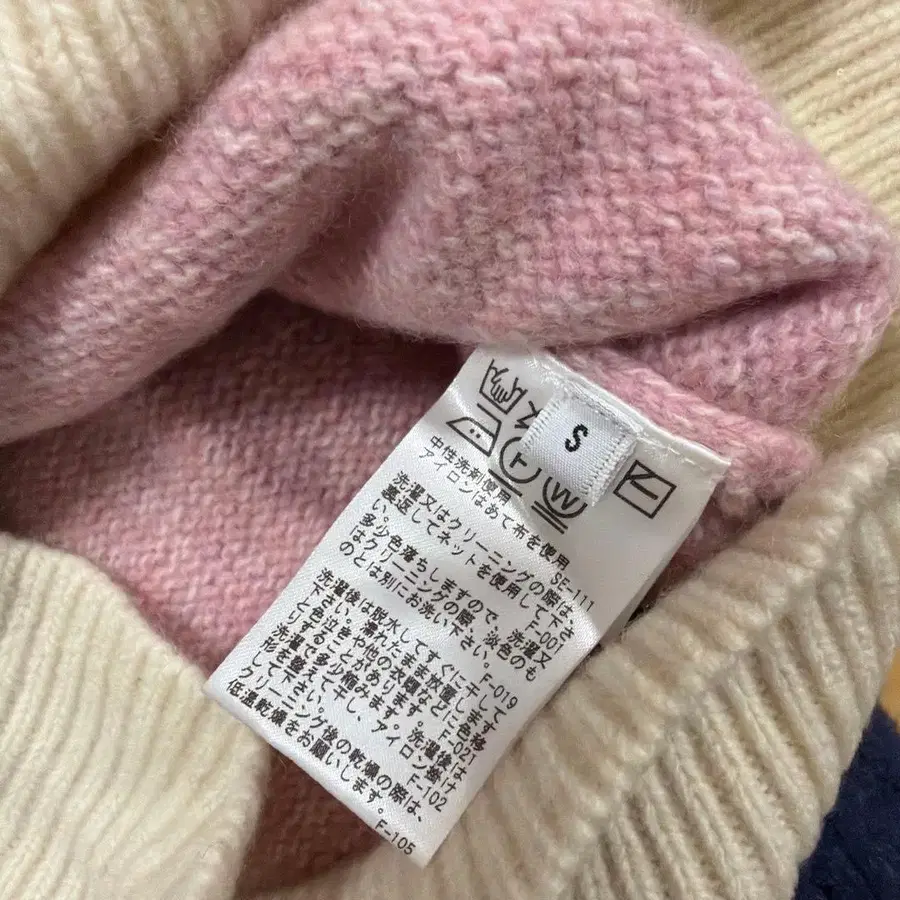 S
r
W
中性洗剤使用
アイロンはあて布を使用 SE-111
洗濯又はクリーニングの際は
裏返してネットを使用して下さ F-001
多少色落ちしますので、洗濯又
はクリーニングの際、淡色のも
のとは別にお洗い下さい。 F-019
洗濯後は脱水してすぐに干して
下さい。濡れたまま放置します
と色泣きや他の衣類などに色移
りすることがあります。 F-021
洗濯で多少縮みます。洗濯後は
形を整えて干し、アイロン掛け
して下さい。 F-102
クリーニング後の乾燥の際は、
低温乾燥をお願いします。 F-105